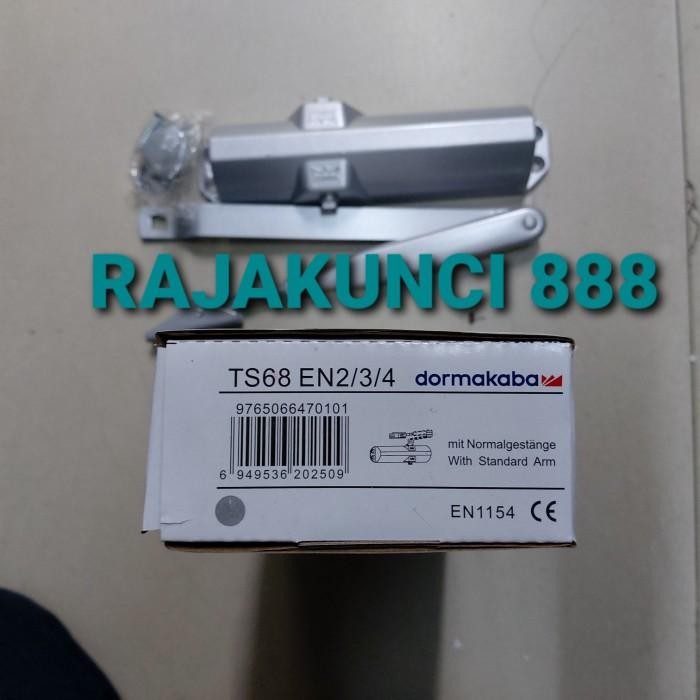 RAJAKUNCI 888
TS68 EN2/3/4 dormakaba
9765066470101
6 949536 202509
mit Normalgestänge
With Standard Arm
EN1154 CE